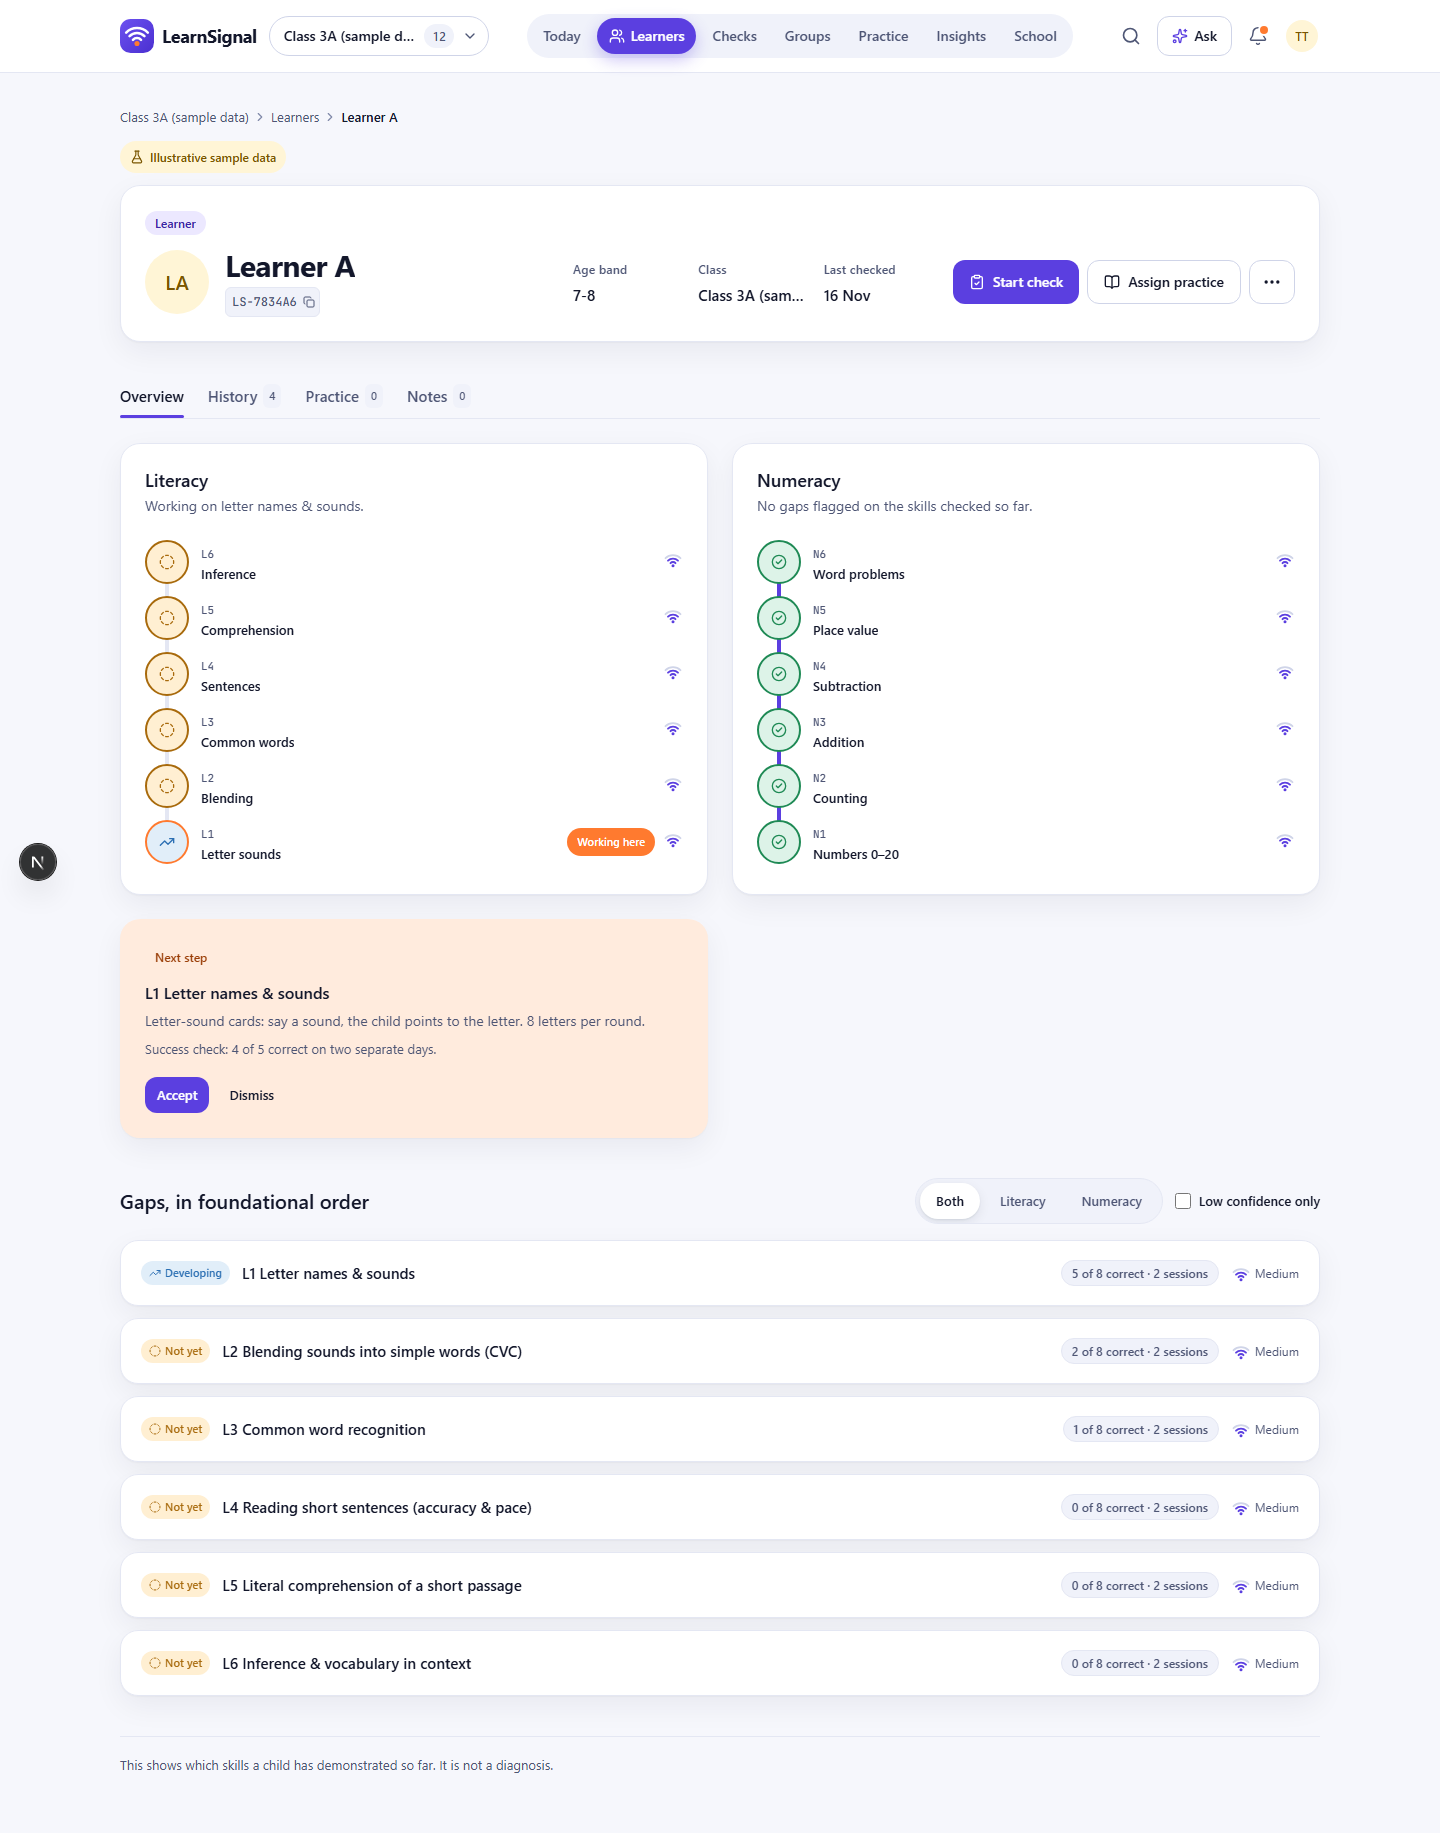 LearnSignal
Class 3A (sample d... 12
Today Learners Checks Groups Practice Insights School
Ask
TT
Class 3A (sample data) > Learners > Learner A
Illustrative sample data
Learner
LA
Learner A
LS-7834A6
Age band
7-8
Class
Class 3A (sam...
Last checked
16 Nov
Start check
Assign practice
Overview History 4 Practice 0 Notes 0
Literacy
Working on letter names & sounds.
L6
Inference
L5
Comprehension
L4
Sentences
L3
Common words
L2
Blending
L1
Letter sounds
Working here
Numeracy
No gaps flagged on the skills checked so far.
N6
Word problems
N5
Place value
N4
Subtraction
N3
Addition
N2
Counting
N1
Numbers 0–20
N
Next step
L1 Letter names & sounds
Letter-sound cards: say a sound, the child points to the letter. 8 letters per round.
Success check: 4 of 5 correct on two separate days.
Accept Dismiss
Gaps, in foundational order
Both Literacy Numeracy Low confidence only
Developing L1 Letter names & sounds 5 of 8 correct · 2 sessions Medium
Not yet L2 Blending sounds into simple words (CVC) 2 of 8 correct · 2 sessions Medium
Not yet L3 Common word recognition 1 of 8 correct · 2 sessions Medium
Not yet L4 Reading short sentences (accuracy & pace) 0 of 8 correct · 2 sessions Medium
Not yet L5 Literal comprehension of a short passage 0 of 8 correct · 2 sessions Medium
Not yet L6 Inference & vocabulary in context 0 of 8 correct · 2 sessions Medium
This shows which skills a child has demonstrated so far. It is not a diagnosis.